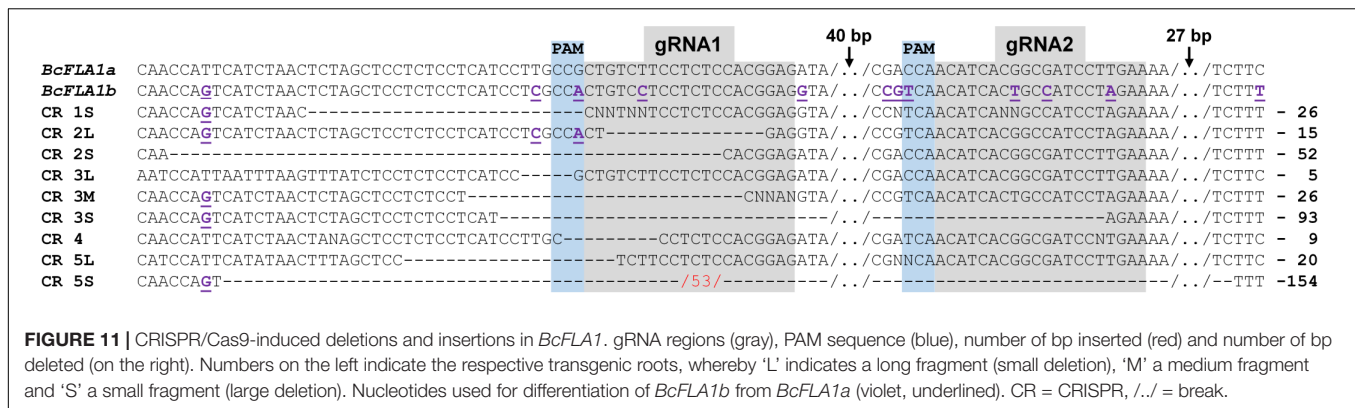 40 bp 27 bp
PAM gRNA1 PAM gRNA2
BcFLA1a CAACCATTCATCTAACTCTAGCTCCTCTCCTCATCCTTGCCGCTGTCTTCCTCTCCACGGAGATA/../CGACCAACATCACGGCGATCCTTGAAAA/../TCTTC
BcFLA1b CAACCAGTCATCTAACTCTAGCTCCTCTCCTCATCCTCGCCACTGTCCTCCTCTCCACGGAGGTA/../CCGTCAACATCACTGCCATCCTAGAAAA/../TCTTT
CR 1S CAACCAGTCATCTAAC--------------------------CNNTNNTCCTCTCCACGGAGGTA/../CCNTCAACATCANNGCCATCCTAGAAAA/../TCTTT - 26
CR 2L CAACCAGTCATCTAACTCTAGCTCCTCTCCTCATCCTCGCCACT---------------GAGGTA/../CCGTCAACATCACTGCCATCCTAGAAAA/../TCTTT - 15
CR 2S CAA----------------------------------------------------CACGGAGATA/../CGACCAACATCACGGCGATCCTTGAAAA/../TCTTT - 52
CR 3L AATCCATTAATTTAAGTTTATCTCCTCTCCTCATCC-----GCTGTCTTCCTCTCCACGGAGATA/../CGACCAACATCACGGCGATCCTTGAAAA/../TCTTT - 5
CR 3M CAACCAGTCATCTAACTCTAGCTCCTCTCCT--------------------------CNNANGTA/../CCGTCAACATCACTGCCATCCTAGAAAA/../TCTTT - 26
CR 3S CAACCAGTCATCTAACTCTAGCTCCTCTCCTCAT-------------------------------/../----------------------AGAAAA/../TCTTT - 93
CR 4 CAACCATTCATCTAACTANAGCTCCTCTCCTCATCCTTGC---------CCTCTCCACGGAGATA/../CGATCAACATCACGGCGATCCNTGAAAA/../TCTTC - 9
CR 5L CATCCATTCATATAACTTTAGCTCC--------------------TCTTCCTCTCCACGGAGATA/../CGNNCAACATCACGGCGATCCTTGAAAA/../TCTTC - 20
CR 5S CAACCAGT-------------------------------------------/53/----------/../----------------------------/../--TTT -154
FIGURE 11 | CRISPR/Cas9-induced deletions and insertions in BcFLA1. gRNA regions (gray), PAM sequence (blue), number of bp inserted (red) and number of bp
deleted (on the right). Numbers on the left indicate the respective transgenic roots, whereby 'L' indicates a long fragment (small deletion), 'M' a medium fragment
and 'S' a small fragment (large deletion). Nucleotides used for differentiation of BcFLA1b from BcFLA1a (violet, underlined). CR = CRISPR, /../ = break.